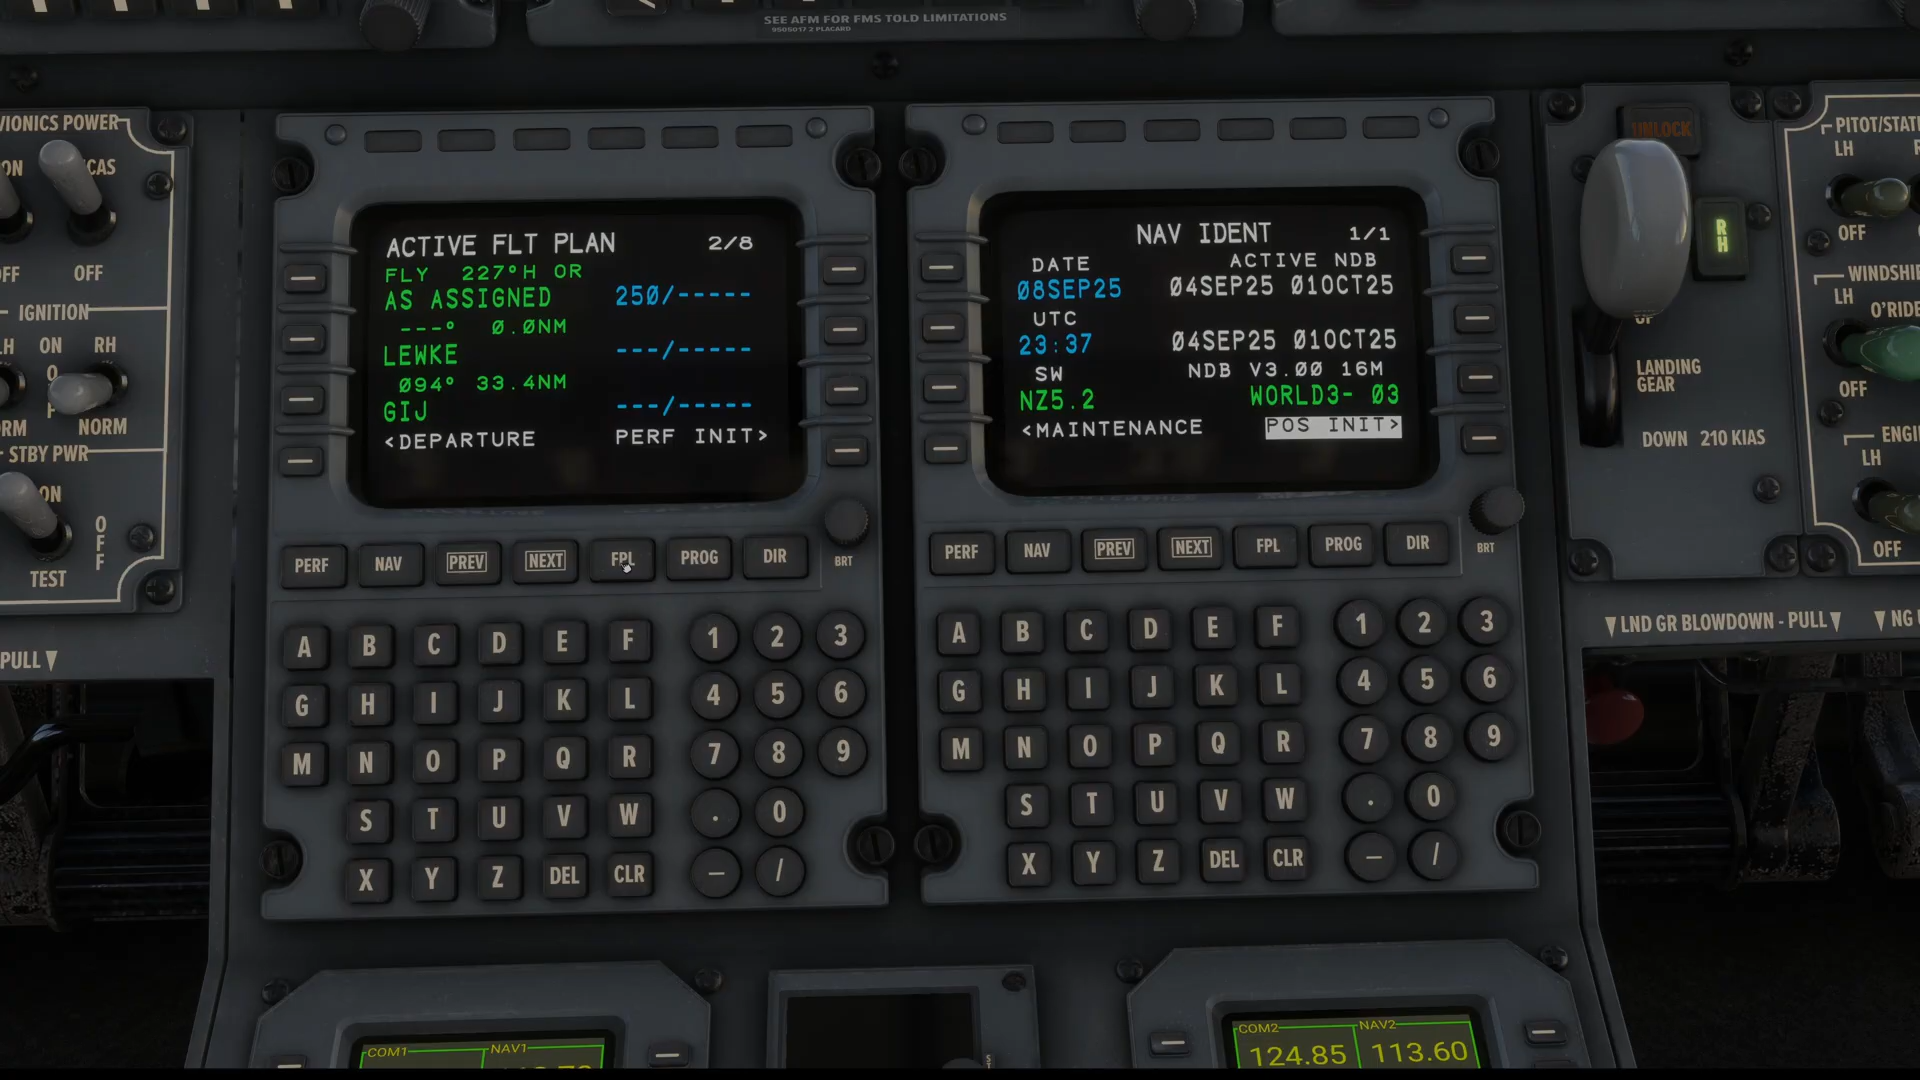 SEE AFM FOR FMS TOLD LIMITATIONS
9505017 2 PLACARD
VIONICS POWER
ON
CAS
OFF
IGNITION
LH ON RH
NORM
STBY PWR
ON
OFF
TEST
PULL
ACTIVE FLT PLAN 2/8
FLY 227°H OR
AS ASSIGNED 250/-----
---° 0.0NM
LEWKE ---/-----
094° 33.4NM
GIJ ---/-----
<DEPARTURE PERF INIT>
PERF NAV PREV NEXT FPL PROG DIR BRT
A B C D E F 1 2 3
G H I J K L 4 5 6
M N O P Q R 7 8 9
S T U V W . 0
X Y Z DEL CLR - /
NAV IDENT 1/1
DATE ACTIVE NDB
08SEP25 04SEP25 01OCT25
UTC
23:37 04SEP25 01OCT25
SW NDB V3.00 16M
NZ5.2 WORLD3- 03
<MAINTENANCE POS INIT>
PERF NAV PREV NEXT FPL PROG DIR BRT
A B C D E F 1 2 3
G H I J K L 4 5 6
M N O P Q R 7 8 9
S T U V W . 0
X Y Z DEL CLR - /
UNLOCK
RH
UP
LANDING
GEAR
DOWN 210 KIAS
PITOT/STATI
LH
OFF
WINDSHI
LH O'RIDE
OFF
ENGI
LH
OFF
LND GR BLOWDOWN - PULL
COM1 NAV1
COM2 NAV2
124.85 113.60